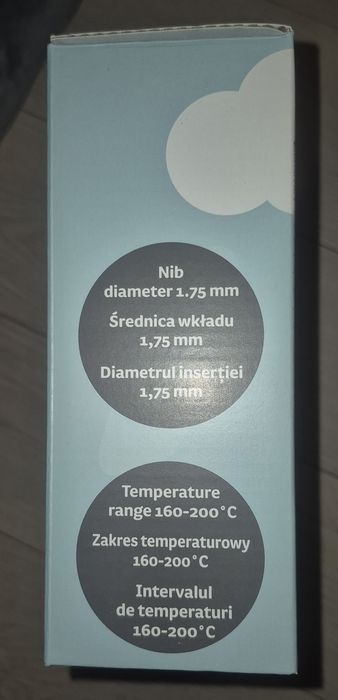 Nib
diameter 1.75 mm
Średnica wkładu
1,75 mm
Diametrul inserției
1,75 mm
Temperature
range 160-200°C
Zakres temperaturowy
160-200°C
Intervalul
de temperaturi
160-200°C